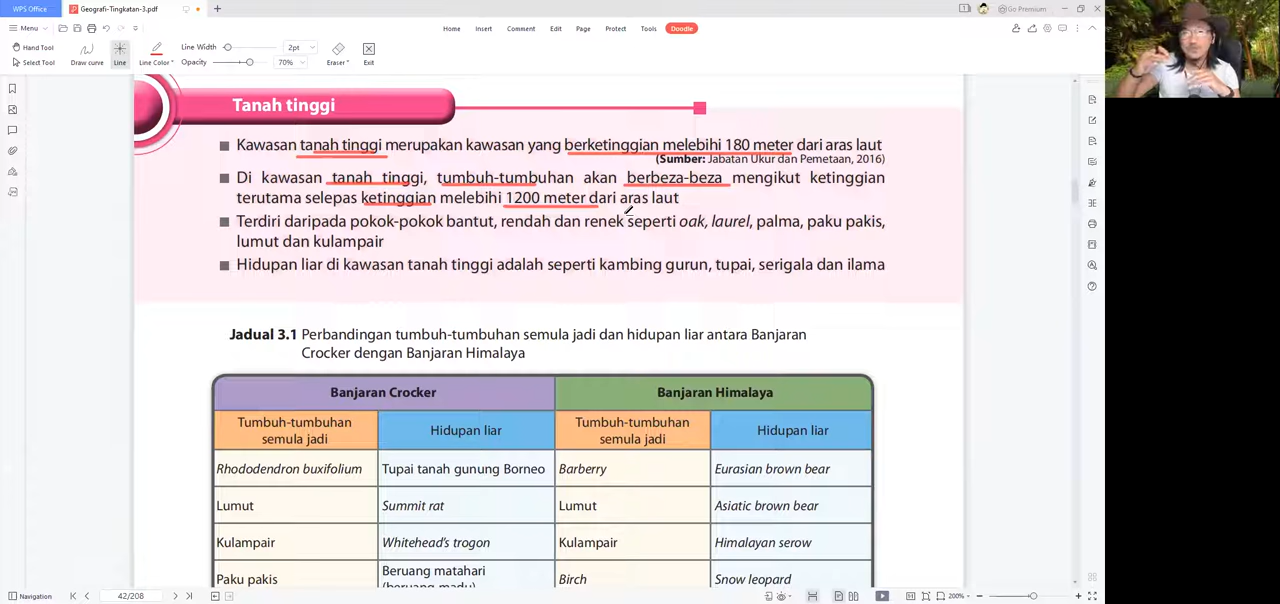 WPS Office
Geografi-Tingkatan-3.pdf
Go Premium
Menu
Home Insert Comment Edit Page Protect Tools Doodle
Hand Tool
Select Tool
Draw curve
Line
Line Color
Line Width
2pt
Opacity
70%
Eraser
Exit
Tanah tinggi
Kawasan tanah tinggi merupakan kawasan yang berketinggian melebihi 180 meter dari aras laut
(Sumber: Jabatan Ukur dan Pemetaan, 2016)
Di kawasan tanah tinggi, tumbuh-tumbuhan akan berbeza-beza mengikut ketinggian
terutama selepas ketinggian melebihi 1200 meter dari aras laut
Terdiri daripada pokok-pokok bantut, rendah dan renek seperti oak, laurel, palma, paku pakis,
lumut dan kulampair
Hidupan liar di kawasan tanah tinggi adalah seperti kambing gurun, tupai, serigala dan ilama
Jadual 3.1 Perbandingan tumbuh-tumbuhan semula jadi dan hidupan liar antara Banjaran
Crocker dengan Banjaran Himalaya
Banjaran Crocker Banjaran Himalaya
Tumbuh-tumbuhan semula jadi Hidupan liar Tumbuh-tumbuhan semula jadi Hidupan liar
Rhododendron buxifolium Tupai tanah gunung Borneo Barberry Eurasian brown bear
Lumut Summit rat Lumut Asiatic brown bear
Kulampair Whitehead's trogon Kulampair Himalayan serow
Paku pakis Beruang matahari (beruang madu) Birch Snow leopard
Navigation
42/208
200%